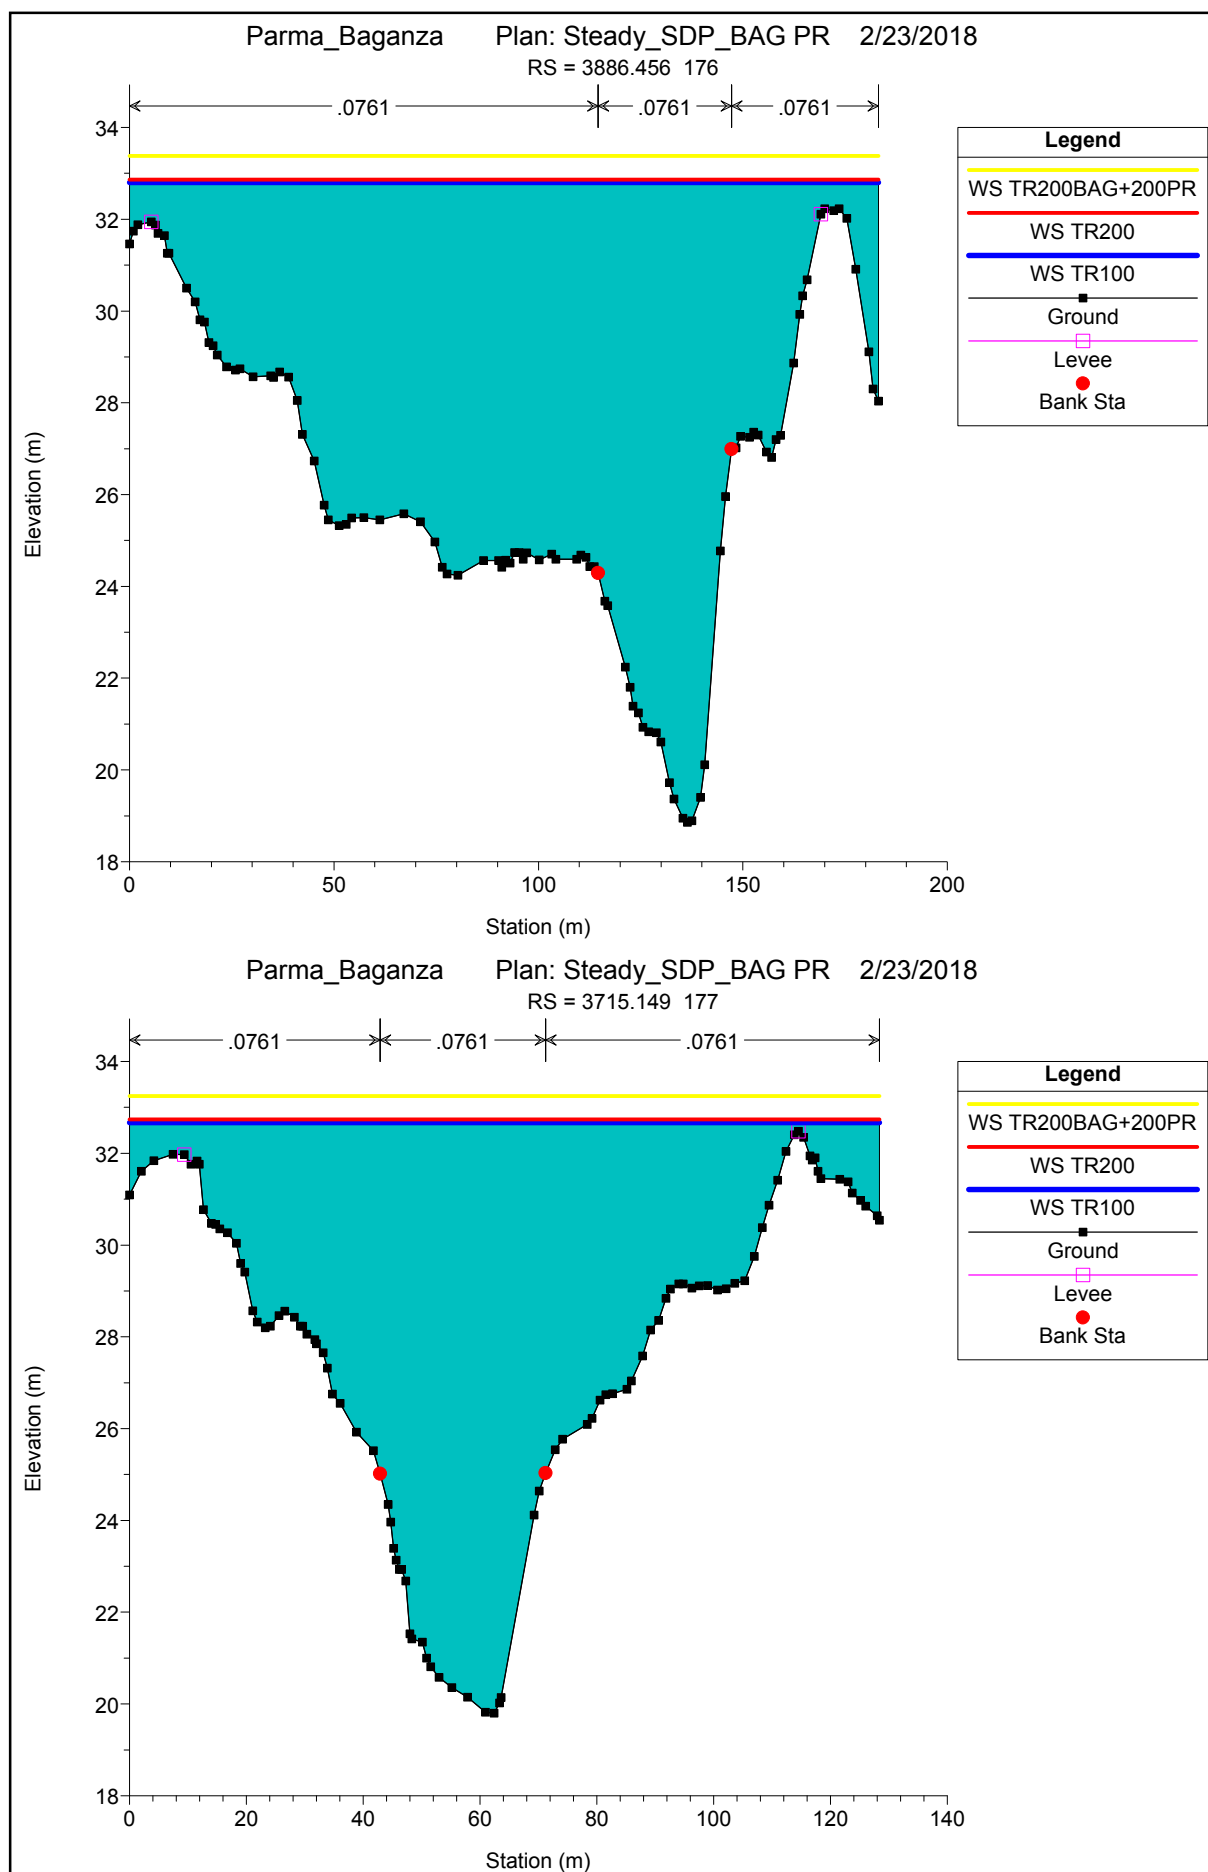 Parma_Baganza Plan: Steady_SDP_BAG PR 2/23/2018
RS = 3886.456 176
.0761 .0761 .0761
34
32
30
28
26
24
22
20
18
Elevation (m)
0 50 100 150 200
Station (m)
Legend
WS TR200BAG+200PR
WS TR200
WS TR100
Ground
Levee
Bank Sta
Parma_Baganza Plan: Steady_SDP_BAG PR 2/23/2018
RS = 3715.149 177
.0761 .0761 .0761
34
32
30
28
26
24
22
20
18
Elevation (m)
0 20 40 60 80 100 120 140
Station (m)
Legend
WS TR200BAG+200PR
WS TR200
WS TR100
Ground
Levee
Bank Sta